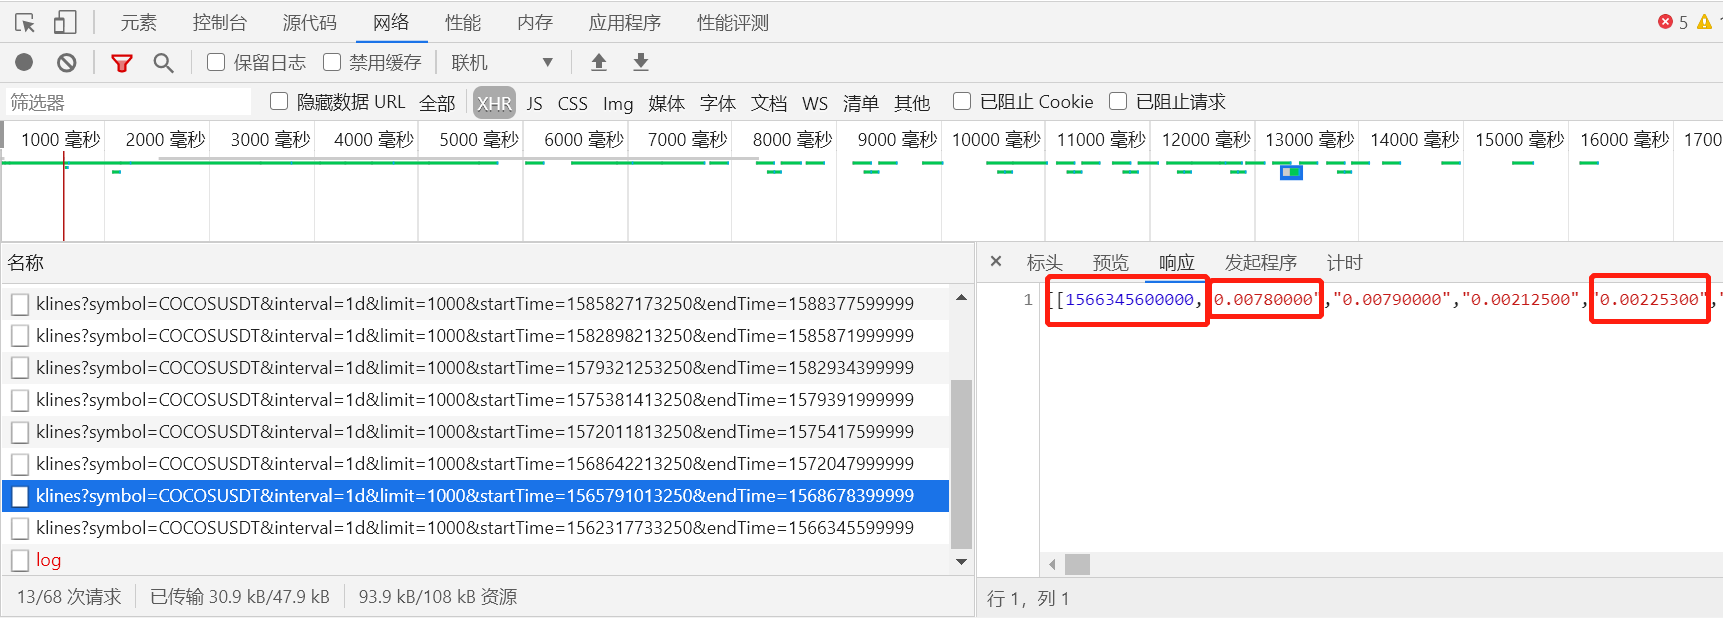 元素 控制台 源代码 网络 性能 内存 应用程序 性能评测 5
保留日志 禁用缓存 联机
筛选器 隐藏数据 URL 全部 XHR JS CSS Img 媒体 字体 文档 WS 清单 其他 已阻止 Cookie 已阻止请求
1000 毫秒 2000 毫秒 3000 毫秒 4000 毫秒 5000 毫秒 6000 毫秒 7000 毫秒 8000 毫秒 9000 毫秒 10000 毫秒 11000 毫秒 12000 毫秒 13000 毫秒 14000 毫秒 15000 毫秒 16000 毫秒 1700
名称
klines?symbol=COCOSUSDT&interval=1d&limit=1000&startTime=1585827173250&endTime=1588377599999
klines?symbol=COCOSUSDT&interval=1d&limit=1000&startTime=1582898213250&endTime=1585871999999
klines?symbol=COCOSUSDT&interval=1d&limit=1000&startTime=1579321253250&endTime=1582934399999
klines?symbol=COCOSUSDT&interval=1d&limit=1000&startTime=1575381413250&endTime=1579391999999
klines?symbol=COCOSUSDT&interval=1d&limit=1000&startTime=1572011813250&endTime=1575417599999
klines?symbol=COCOSUSDT&interval=1d&limit=1000&startTime=1568642213250&endTime=1572047999999
klines?symbol=COCOSUSDT&interval=1d&limit=1000&startTime=1565791013250&endTime=1568678399999
klines?symbol=COCOSUSDT&interval=1d&limit=1000&startTime=1562317733250&endTime=1566345599999
log
13/68 次请求 已传输 30.9 kB/47.9 kB 93.9 kB/108 kB 资源
× 标头 预览 响应 发起程序 计时
1 [[1566345600000,"0.00780000","0.00790000","0.00212500","0.00225300","
行 1，列 1